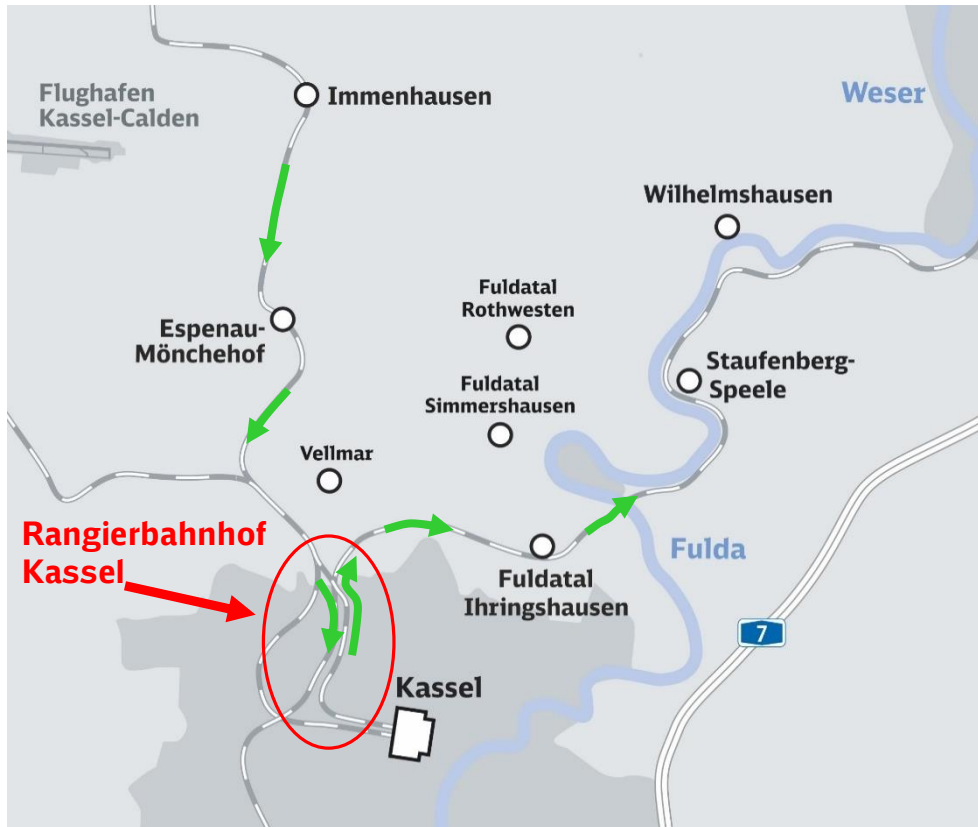 Flughafen
Kassel-Calden
Immenhausen
Weser
Wilhelmshausen
Fuldatal
Rothwesten
Espenau-
Mönchehof
Staufenberg-
Speele
Fuldatal
Simmershausen
Vellmar
Rangierbahnhof
Kassel
Fulda
Fuldatal
Ihringshausen
7
Kassel